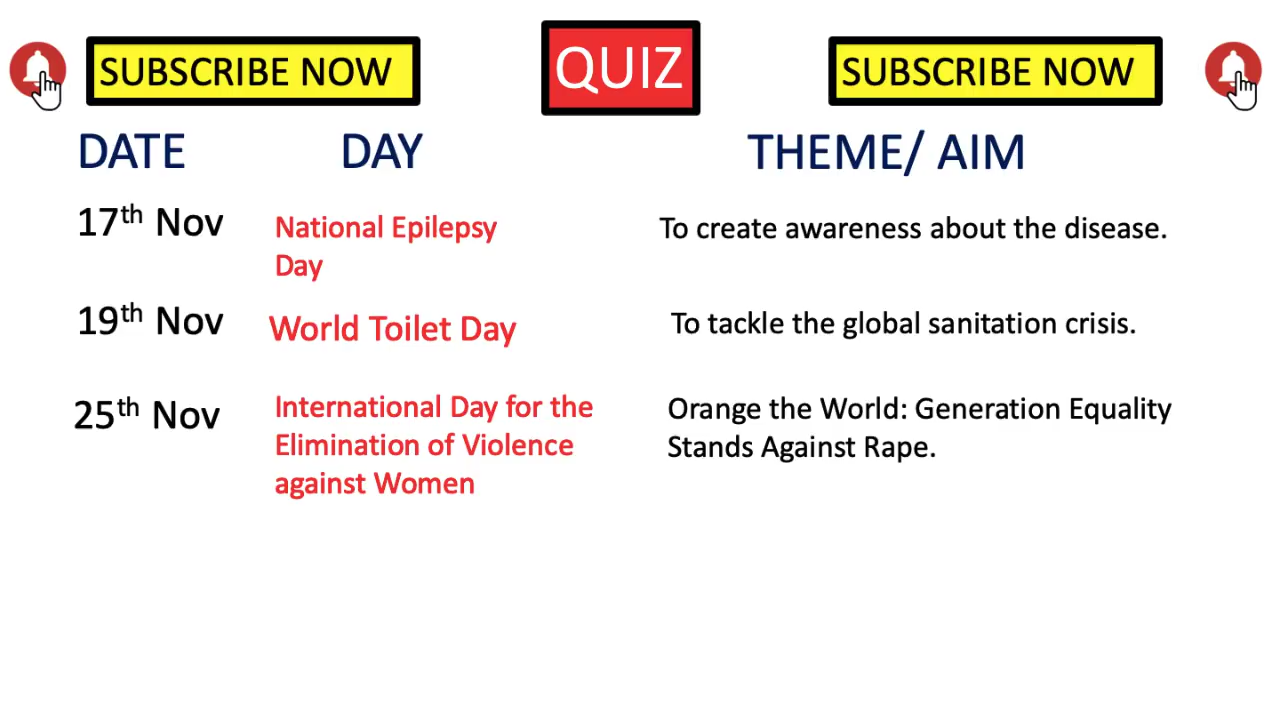 SUBSCRIBE NOW QUIZ SUBSCRIBE NOW
DATE DAY THEME/ AIM
17th Nov National Epilepsy To create awareness about the disease.
Day
19th Nov World Toilet Day To tackle the global sanitation crisis.
25th Nov International Day for the Orange the World: Generation Equality
Elimination of Violence Stands Against Rape.
against Women